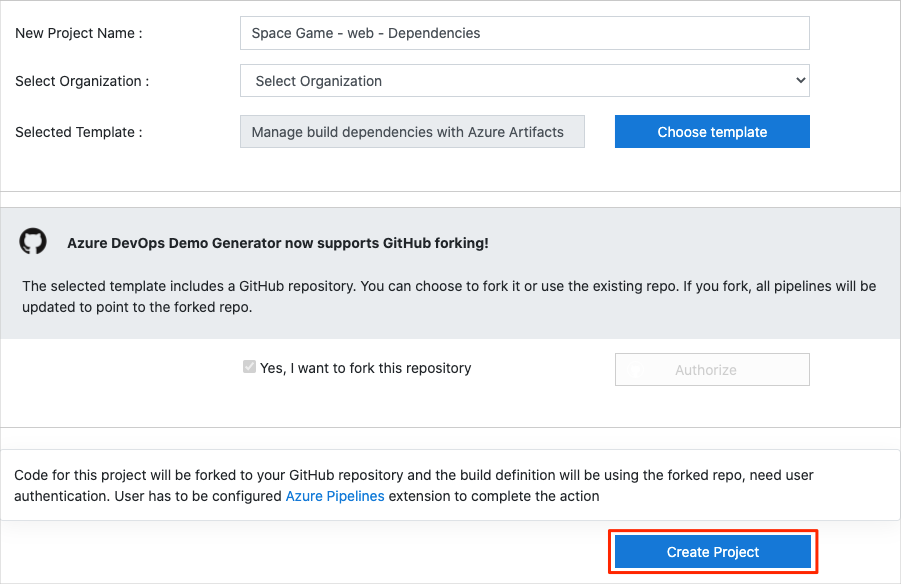 New Project Name :
Space Game - web - Dependencies
Select Organization :
Select Organization
Selected Template :
Manage build dependencies with Azure Artifacts
Choose template
Azure DevOps Demo Generator now supports GitHub forking!
The selected template includes a GitHub repository. You can choose to fork it or use the existing repo. If you fork, all pipelines will be
updated to point to the forked repo.
Yes, I want to fork this repository
Authorize
Code for this project will be forked to your GitHub repository and the build definition will be using the forked repo, need user
authentication. User has to be configured Azure Pipelines extension to complete the action
Create Project